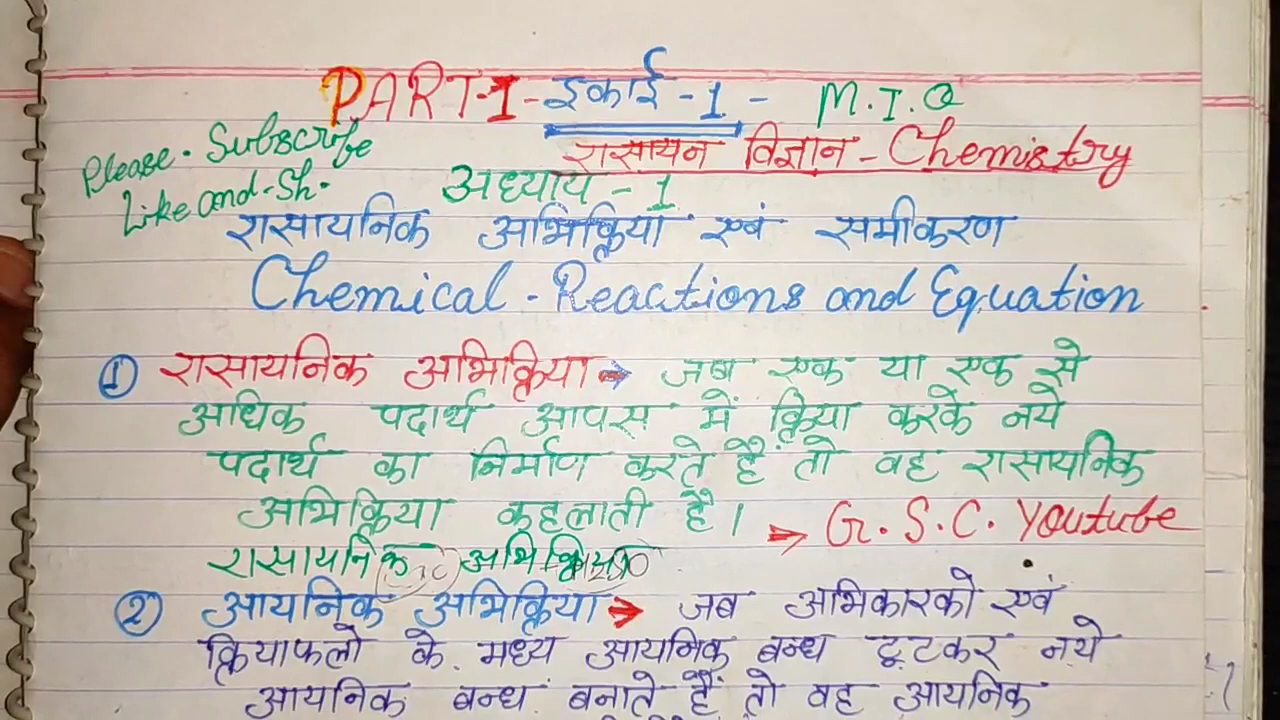 PART-1-इकाई-1- M.I.Q
Please. Subscribe
रासायन विज्ञान-Chemistry
Like and-Sh.
अध्याय-1
रासायनिक अभिक्रिया एवं समीकरण
Chemical-Reactions and Equation
① रासायनिक अभिक्रिया→ जब एक या एक से
अधिक पदार्थ आपस में क्रिया करके नये
पदार्थ का निर्माण करते हैं तो वह रासायनिक
अभिक्रिया कहलाती है।
⇒ G.S.C. Youtube
रासायनिक
② आयनिक अभिक्रिया→ जब अभिकारको एवं
क्रियाफलो के मध्य आयनिक बन्ध टूटकर नये
आयनिक बन्ध बनाते हैं तो वह आयनिक